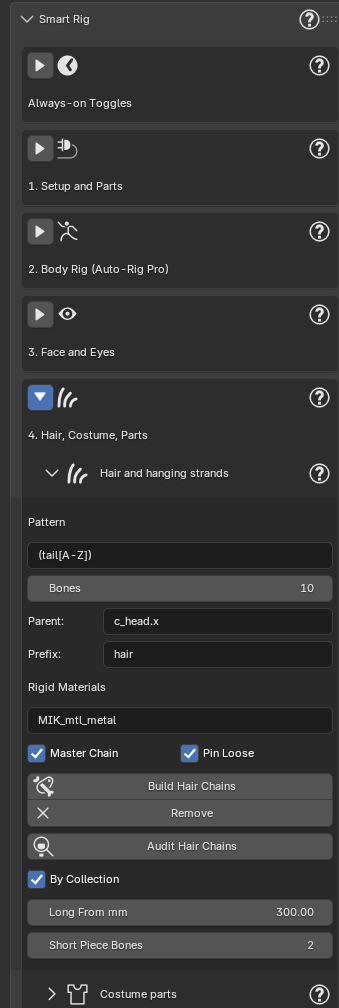 Smart Rig
Always-on Toggles
1. Setup and Parts
2. Body Rig (Auto-Rig Pro)
3. Face and Eyes
4. Hair, Costume, Parts
Hair and hanging strands
Pattern
(tail[A-Z])
Bones 10
Parent: c_head.x
Prefix: hair
Rigid Materials
MIK_mtl_metal
Master Chain Pin Loose
Build Hair Chains
Remove
Audit Hair Chains
By Collection
Long From mm 300.00
Short Piece Bones 2
Costume parts